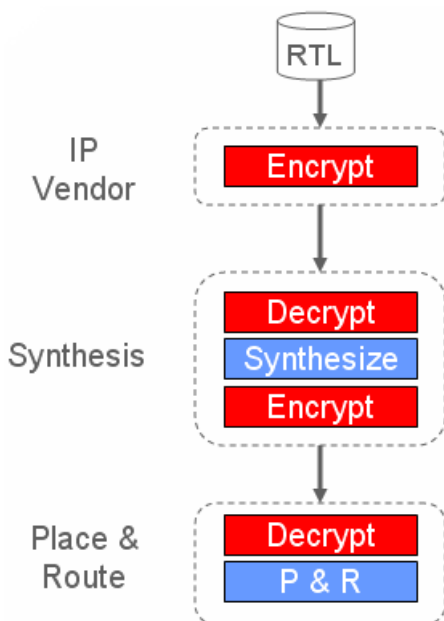 RTL
IP
Vendor
Encrypt
Synthesis
Decrypt
Synthesize
Encrypt
Place &
Route
Decrypt
P & R